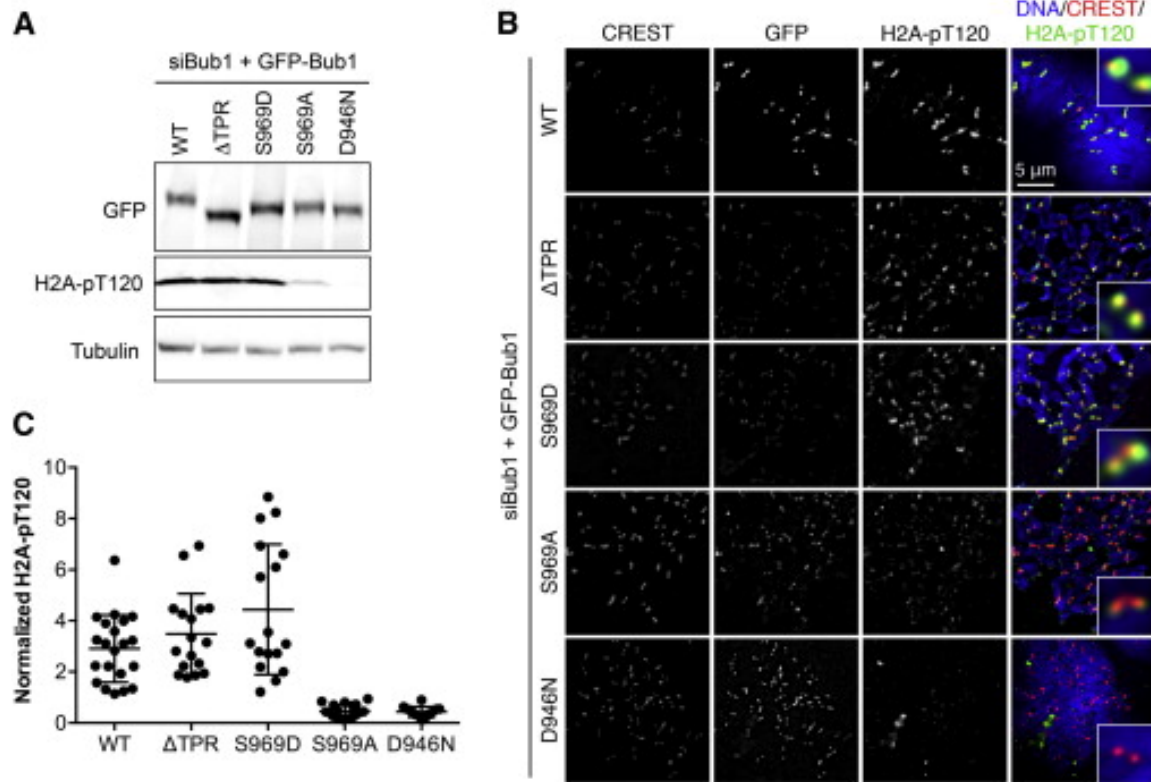 A
siBub1 + GFP-Bub1
WT
ΔTPR
S969D
S969A
D946N
GFP
H2A-pT120
Tubulin
B
CREST
GFP
H2A-pT120
DNA/CREST/
H2A-pT120
siBub1 + GFP-Bub1
WT
5 μm
ΔTPR
S969D
S969A
D946N
C
Normalized H2A-pT120
10
8
6
4
2
0
WT
ΔTPR
S969D
S969A
D946N